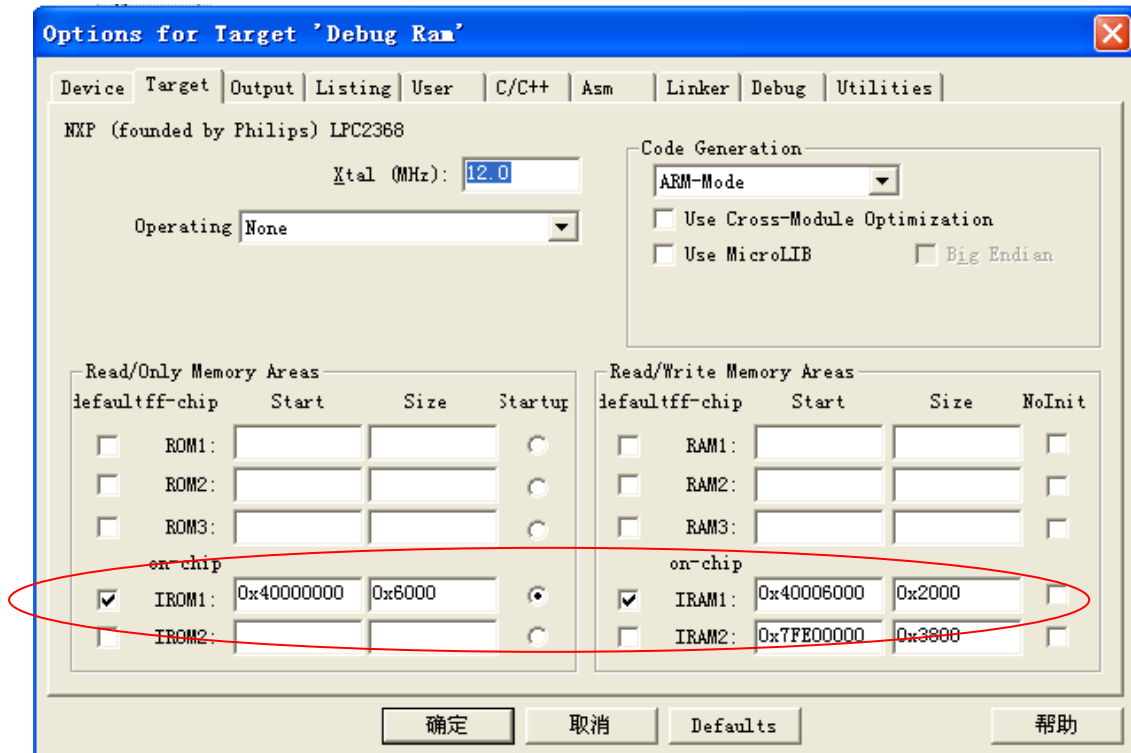 Options for Target 'Debug Ram'
Device Target Output Listing User C/C++ Asm Linker Debug Utilities
NXP (founded by Philips) LPC2368
Xtal (MHz): 12.0
Operating None
Code Generation
ARM-Mode
Use Cross-Module Optimization
Use MicroLIB Big Endian
Read/Only Memory Areas
default ff-chip Start Size Startup
ROM1:
ROM2:
ROM3:
on-chip
IROM1: 0x40000000 0x6000
IROM2:
Read/Write Memory Areas
default ff-chip Start Size NoInit
RAM1:
RAM2:
RAM3:
on-chip
IRAM1: 0x40006000 0x2000
IRAM2: 0x7FE00000 0x3800
确定 取消 Defaults 帮助